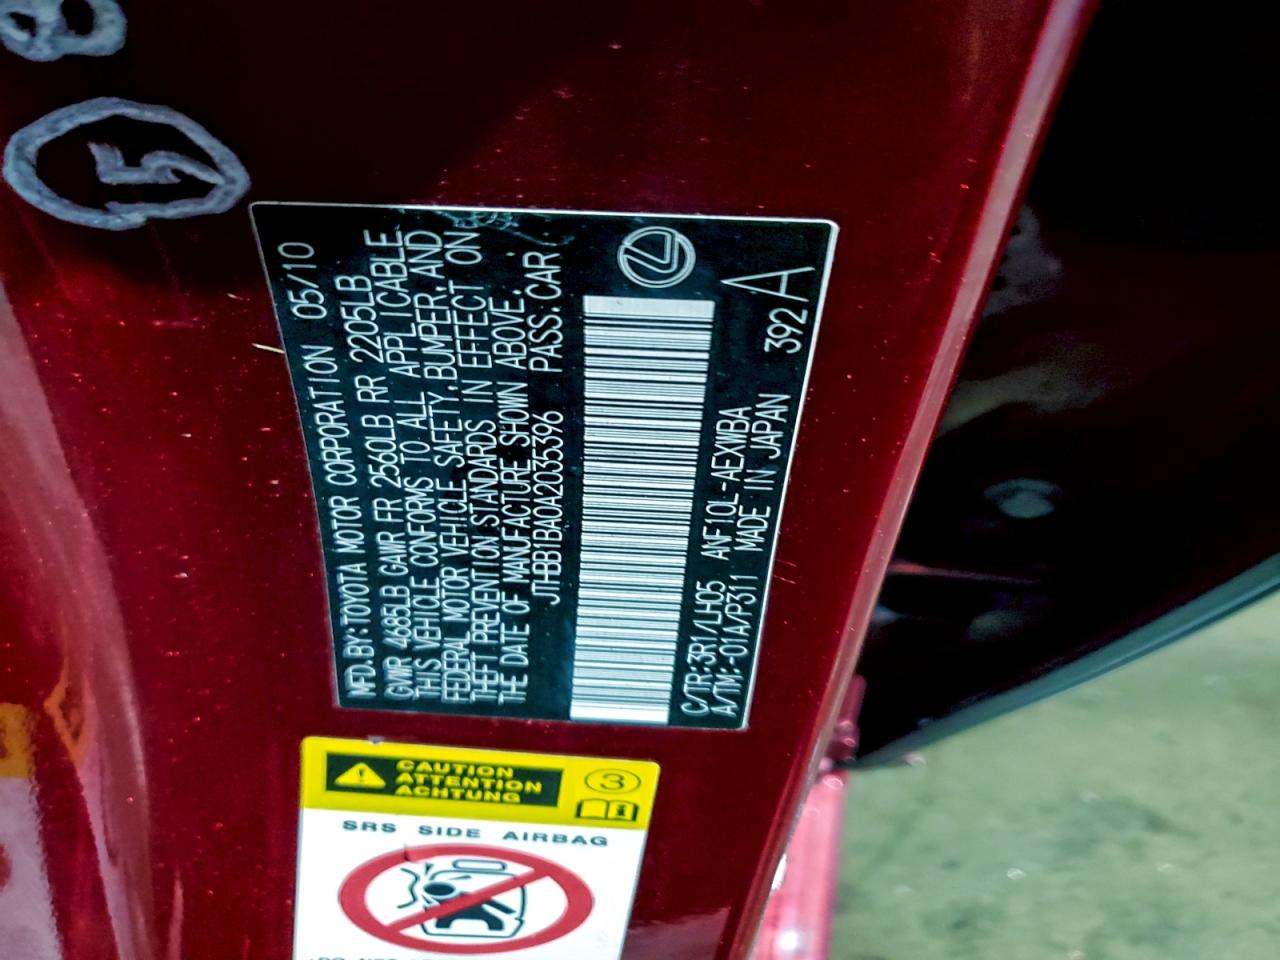 8
15
MFD.BY:TOYOTA MOTOR CORPORATION 05/10
GVWR 4685LB GAWR FR 2560LB RR 2205LB
THIS VEHICLE CONFORMS TO ALL APPLICABLE
FEDERAL MOTOR VEHICLE SAFETY,BUMPER,AND
THEFT PREVENTION STANDARDS IN EFFECT ON
THE DATE OF MANUFACTURE SHOWN ABOVE.
JTHBB1BA0A2035396 PASS.CAR
C/TR:3R1/LH05 ANF10L-AEXWBA
A/TM:-01A/P311 MADE IN JAPAN 392A
CAUTION
ATTENTION
ACHTUNG
3
SRS SIDE AIRBAG